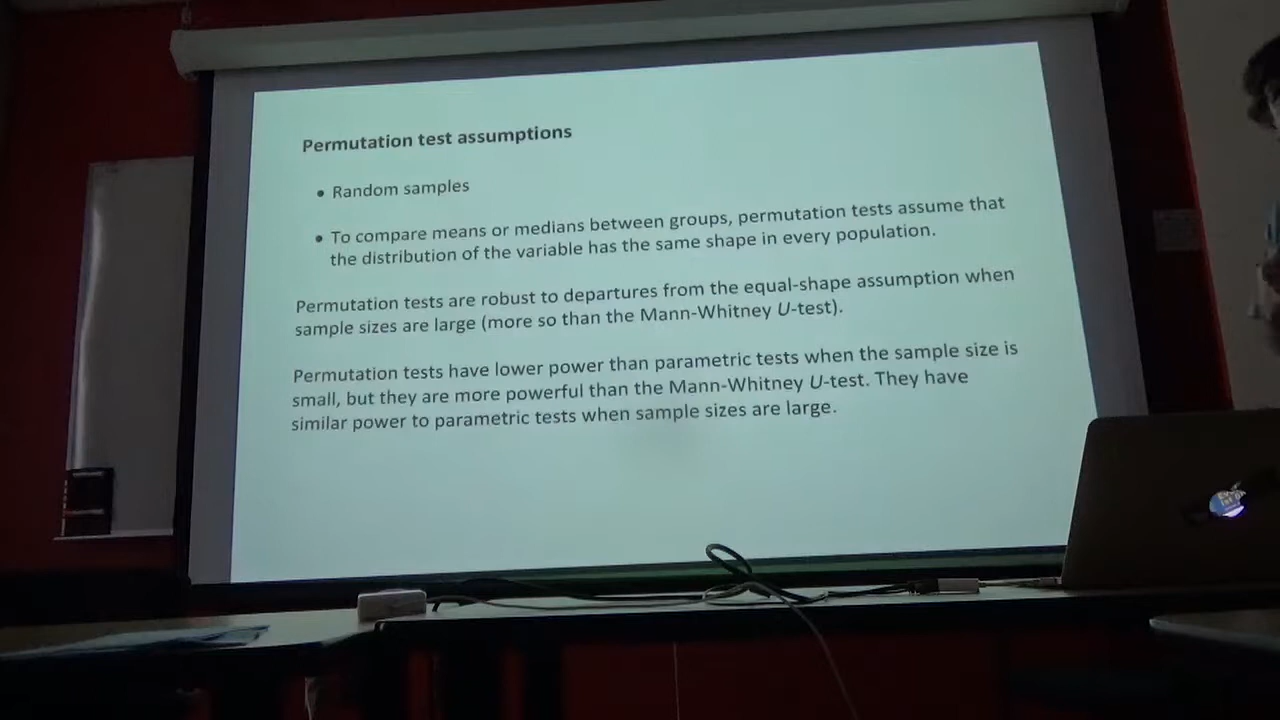 Permutation test assumptions
• Random samples
• To compare means or medians between groups, permutation tests assume that
the distribution of the variable has the same shape in every population.
Permutation tests are robust to departures from the equal-shape assumption when
sample sizes are large (more so than the Mann-Whitney U-test).
Permutation tests have lower power than parametric tests when the sample size is
small, but they are more powerful than the Mann-Whitney U-test. They have
similar power to parametric tests when sample sizes are large.